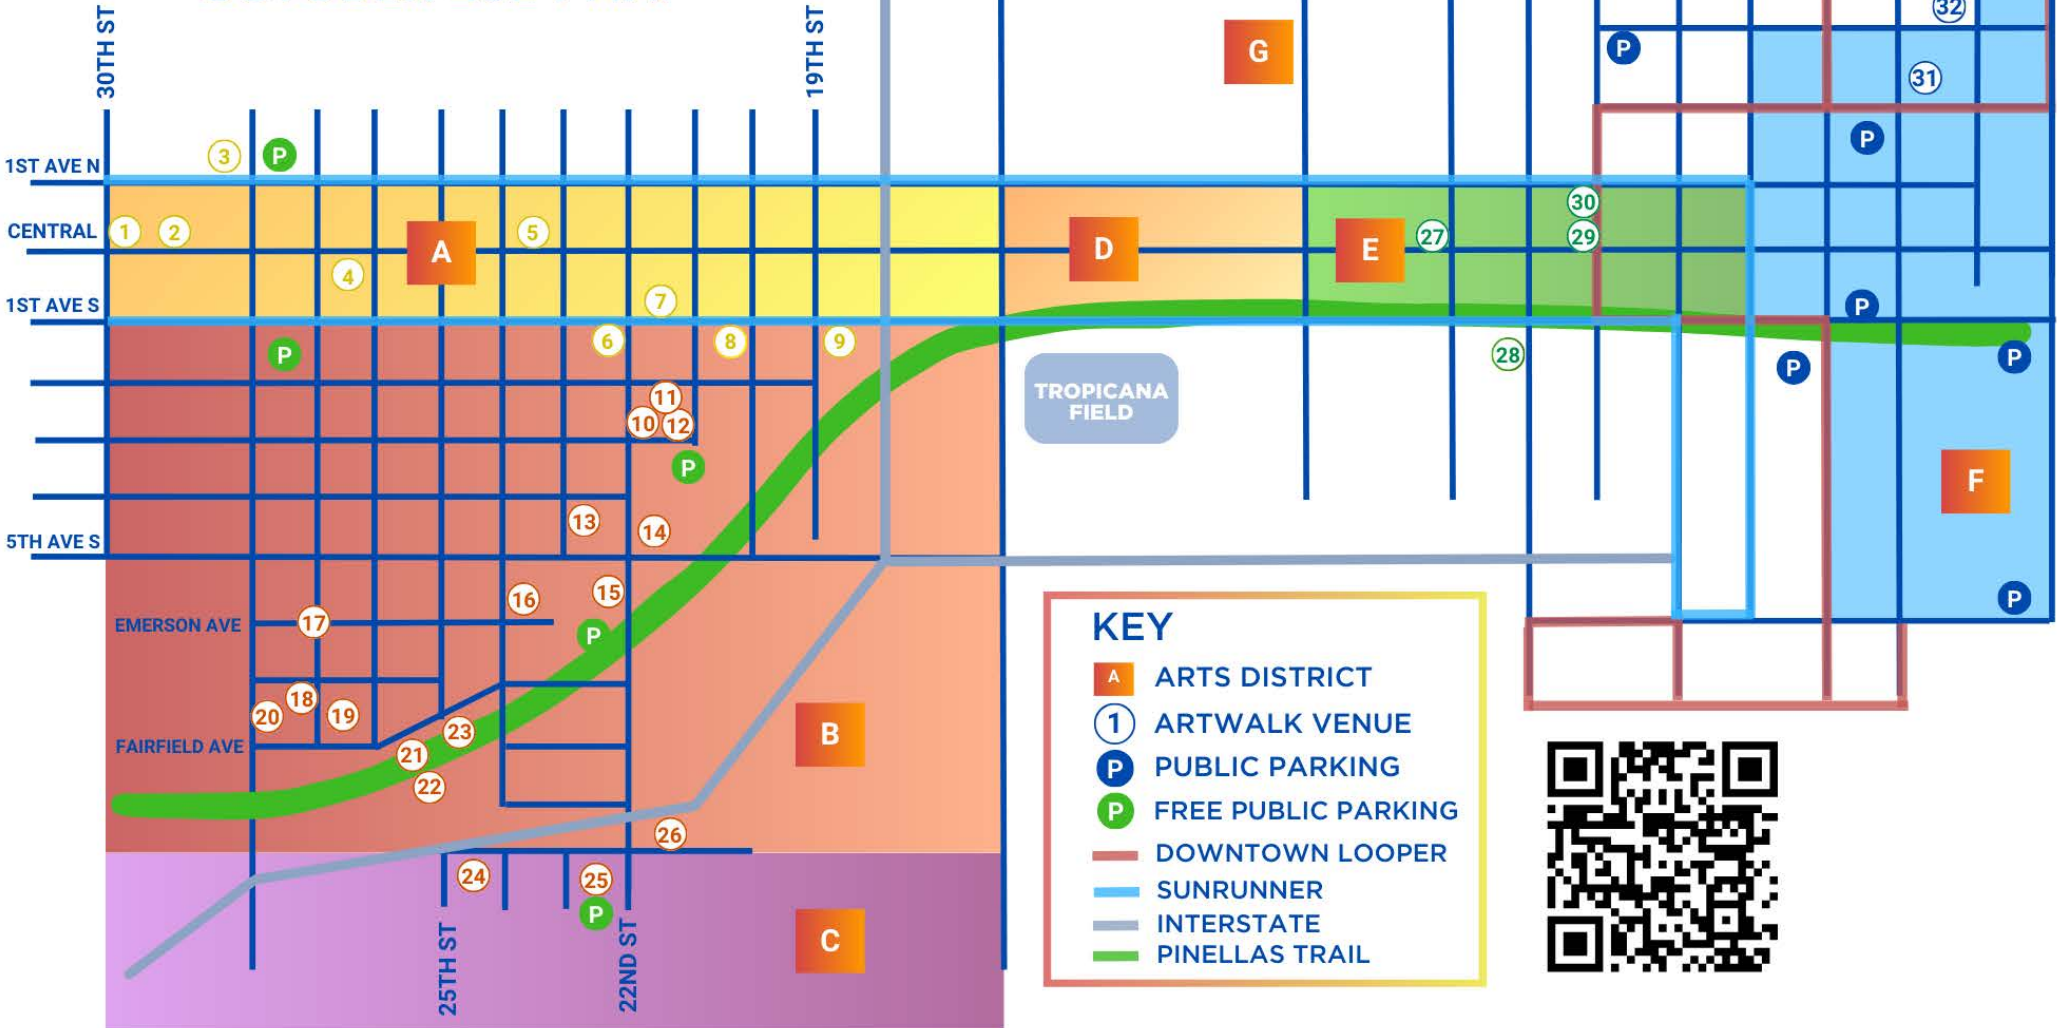 30TH ST
19TH ST
32
G
P
31
P
3
P
1ST AVE N
30
CENTRAL
1
2
A
5
D
E
27
29
4
1ST AVE S
7
P
P
6
8
9
28
P
P
11
TROPICANA
FIELD
10
12
P
F
13
14
5TH AVE S
16
15
P
EMERSON AVE
17
P
KEY
A ARTS DISTRICT
1 ARTWALK VENUE
P PUBLIC PARKING
P FREE PUBLIC PARKING
DOWNTOWN LOOPER
SUNRUNNER
INTERSTATE
PINELLAS TRAIL
18
20
19
23
B
FAIRFIELD AVE
21
22
26
24
25
P
C
25TH ST
22ND ST